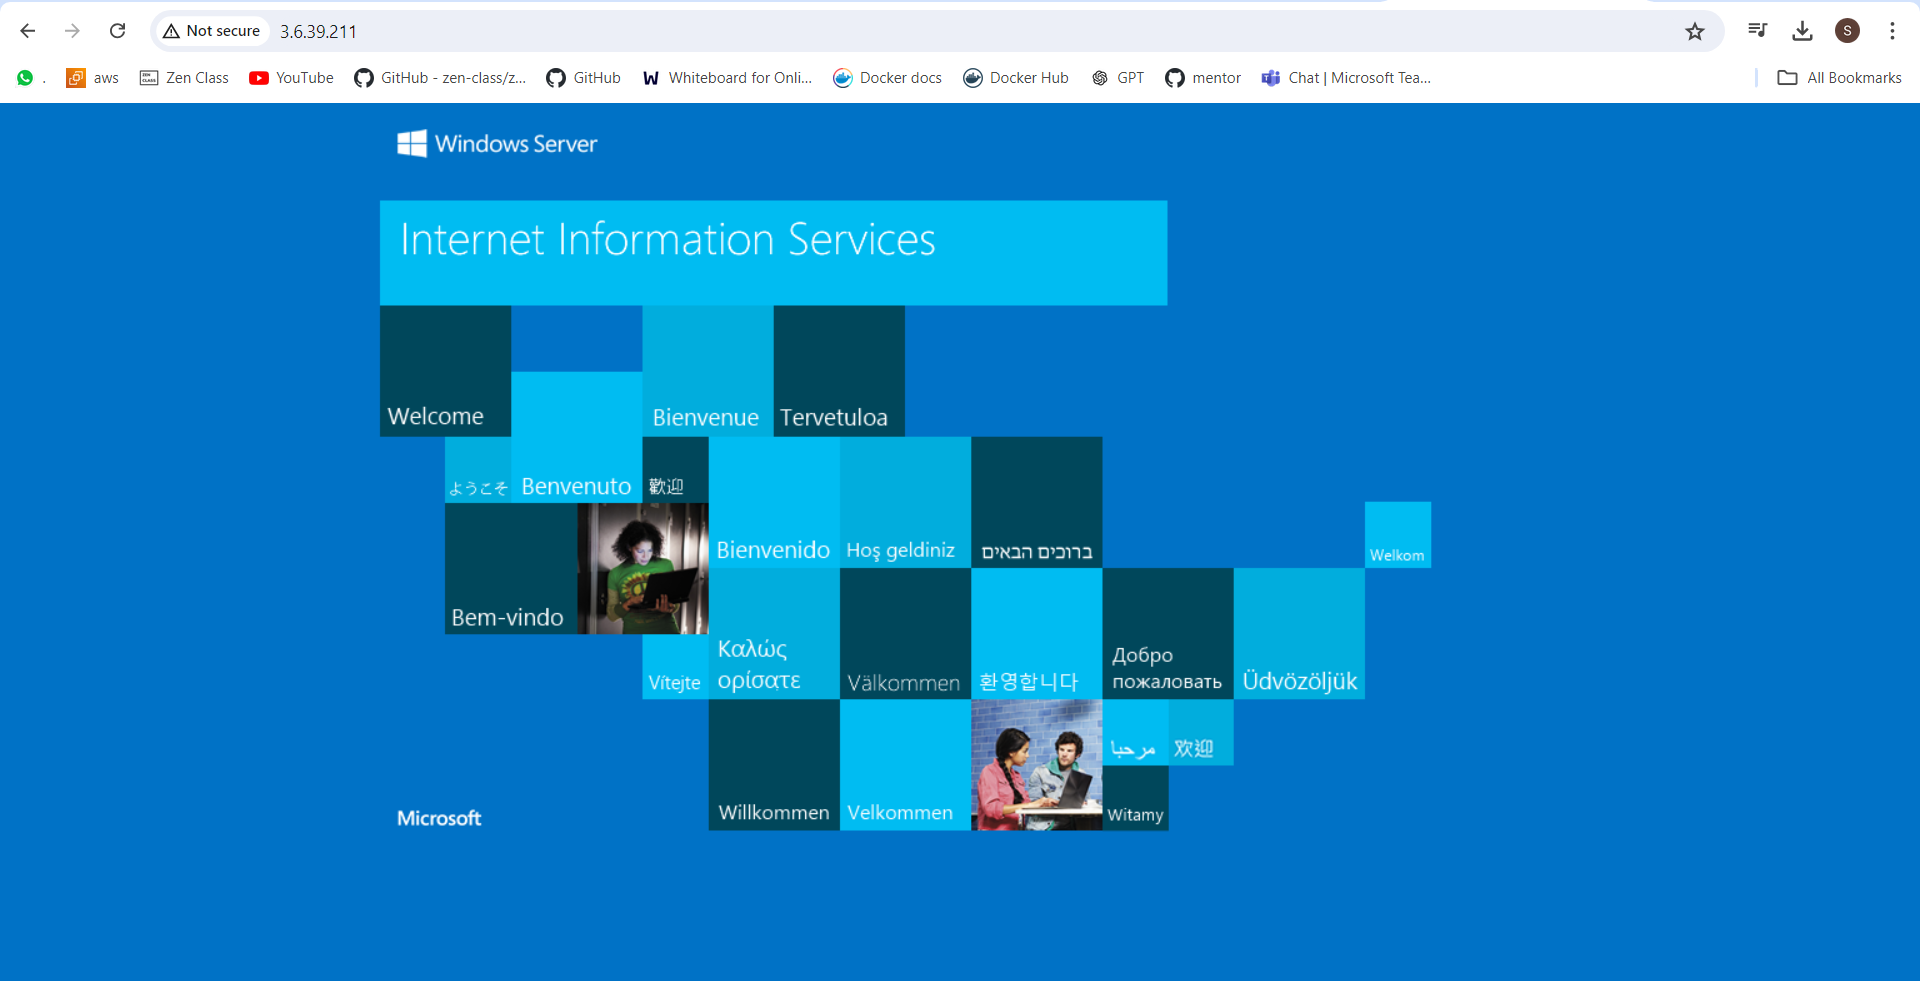 Not secure 3.6.39.211 S
. aws Zen Class YouTube GitHub - zen-class/z... GitHub W Whiteboard for Onli... Docker docs Docker Hub GPT mentor Chat | Microsoft Tea... All Bookmarks
Windows Server
Internet Information Services
Welcome
Bienvenue
Tervetuloa
ようこそ
Benvenuto
歡迎
Bienvenido
Hoş geldiniz
ברוכים הבאים
Welkom
Bem-vindo
Vítejte
Καλώς
ορίσατε
Välkommen
환영합니다
Добро
пожаловать
Üdvözöljük
مرحبا
欢迎
Willkommen
Velkommen
Witamy
Microsoft